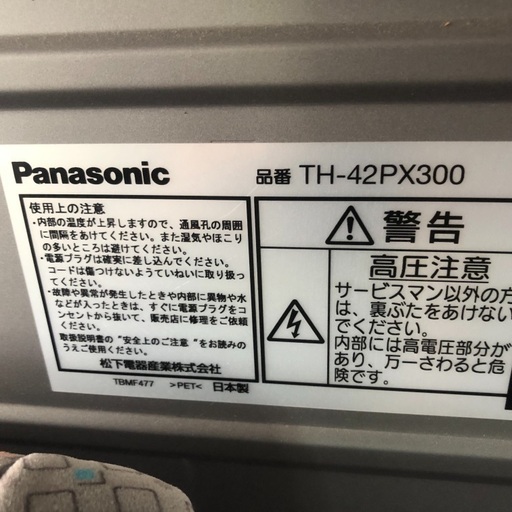 Panasonic
品番 TH-42PX300
使用上の注意
・内部の温度が上昇しますので、通風孔の周囲
に間隔をあけてください。また湿気やほこり
の多いところは避けてください。
・電源プラグは確実に差し込んでください。
コードは傷つけないようていねいに取り扱っ
てください。
・故障や異常が発生したときや内部に異物や水
などが入ったときは、すぐに電源プラグをコ
ンセントから抜いて、販売店に修理をご依頼
ください。
取扱説明書の"安全上のご注意"をお読みの
うえご使用ください。
松下電器産業株式会社
TBMF477 >PET< 日本製
警告
高圧注意
サービスマン以外の方
は、裏ぶたをあけない
でください。
内部には高電圧部分が
あり、万一さわると危
険です。